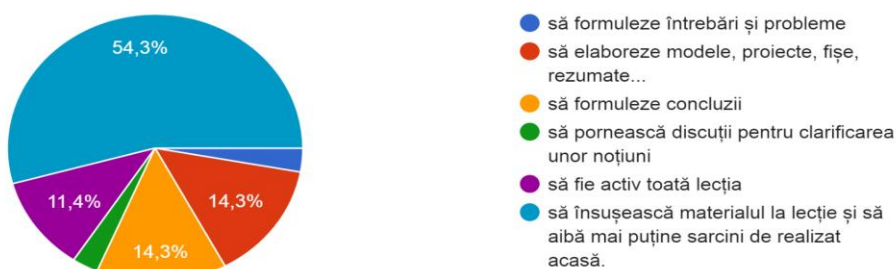 54,3%
11,4%
14,3%
14,3%
să formuleze întrebări și probleme
să elaboreze modele, proiecte, fișe,
rezumate...
să formuleze concluzii
să pornească discuții pentru clarificarea
unor noțiuni
să fie activ toată lecția
să însușească materialul la lecție și să
aibă mai puține sarcini de realizat
acasă.